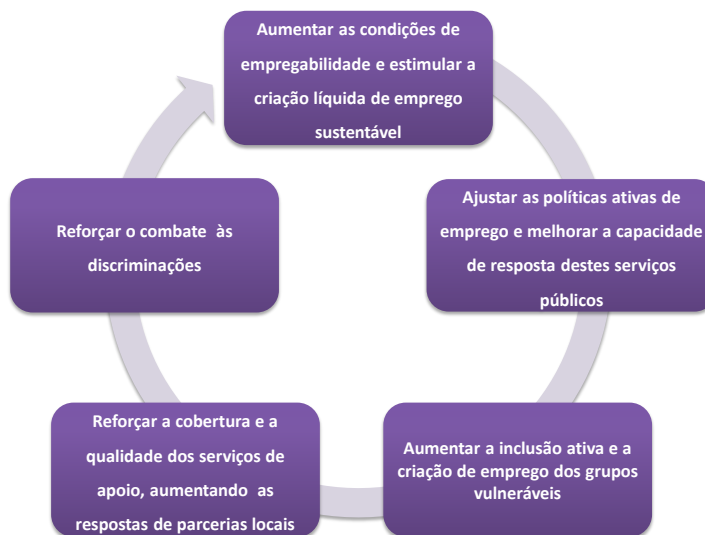 Aumentar as condições de
empregabilidade e estimular a
criação líquida de emprego
sustentável
Ajustar as políticas ativas de
emprego e melhorar a capacidade
de resposta destes serviços
públicos
Aumentar a inclusão ativa e a
criação de emprego dos grupos
vulneráveis
Reforçar a cobertura e a
qualidade dos serviços de
apoio, aumentando as
respostas de parcerias locais
Reforçar o combate às
discriminações